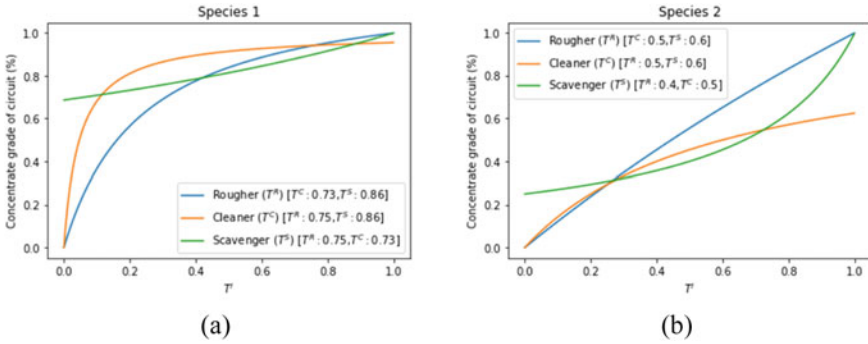 Species 1
Concentrate grade of circuit (%)
1.0
0.8
0.6
0.4
0.2
0.0
Rougher (T^R) [T^C: 0.73,T^S: 0.86]
Cleaner (T^C) [T^R: 0.75,T^S: 0.86]
Scavenger (T^S) [T^R: 0.75,T^C: 0.73]
0.0 0.2 0.4 0.6 0.8 1.0
T^i
(a)
Species 2
Concentrate grade of circuit (%)
1.0
0.8
0.6
0.4
0.2
0.0
Rougher (T^R) [T^C: 0.5,T^S: 0.6]
Cleaner (T^C) [T^R: 0.5,T^S: 0.6]
Scavenger (T^S) [T^R: 0.4,T^C: 0.5]
0.0 0.2 0.4 0.6 0.8 1.0
T^i
(b)